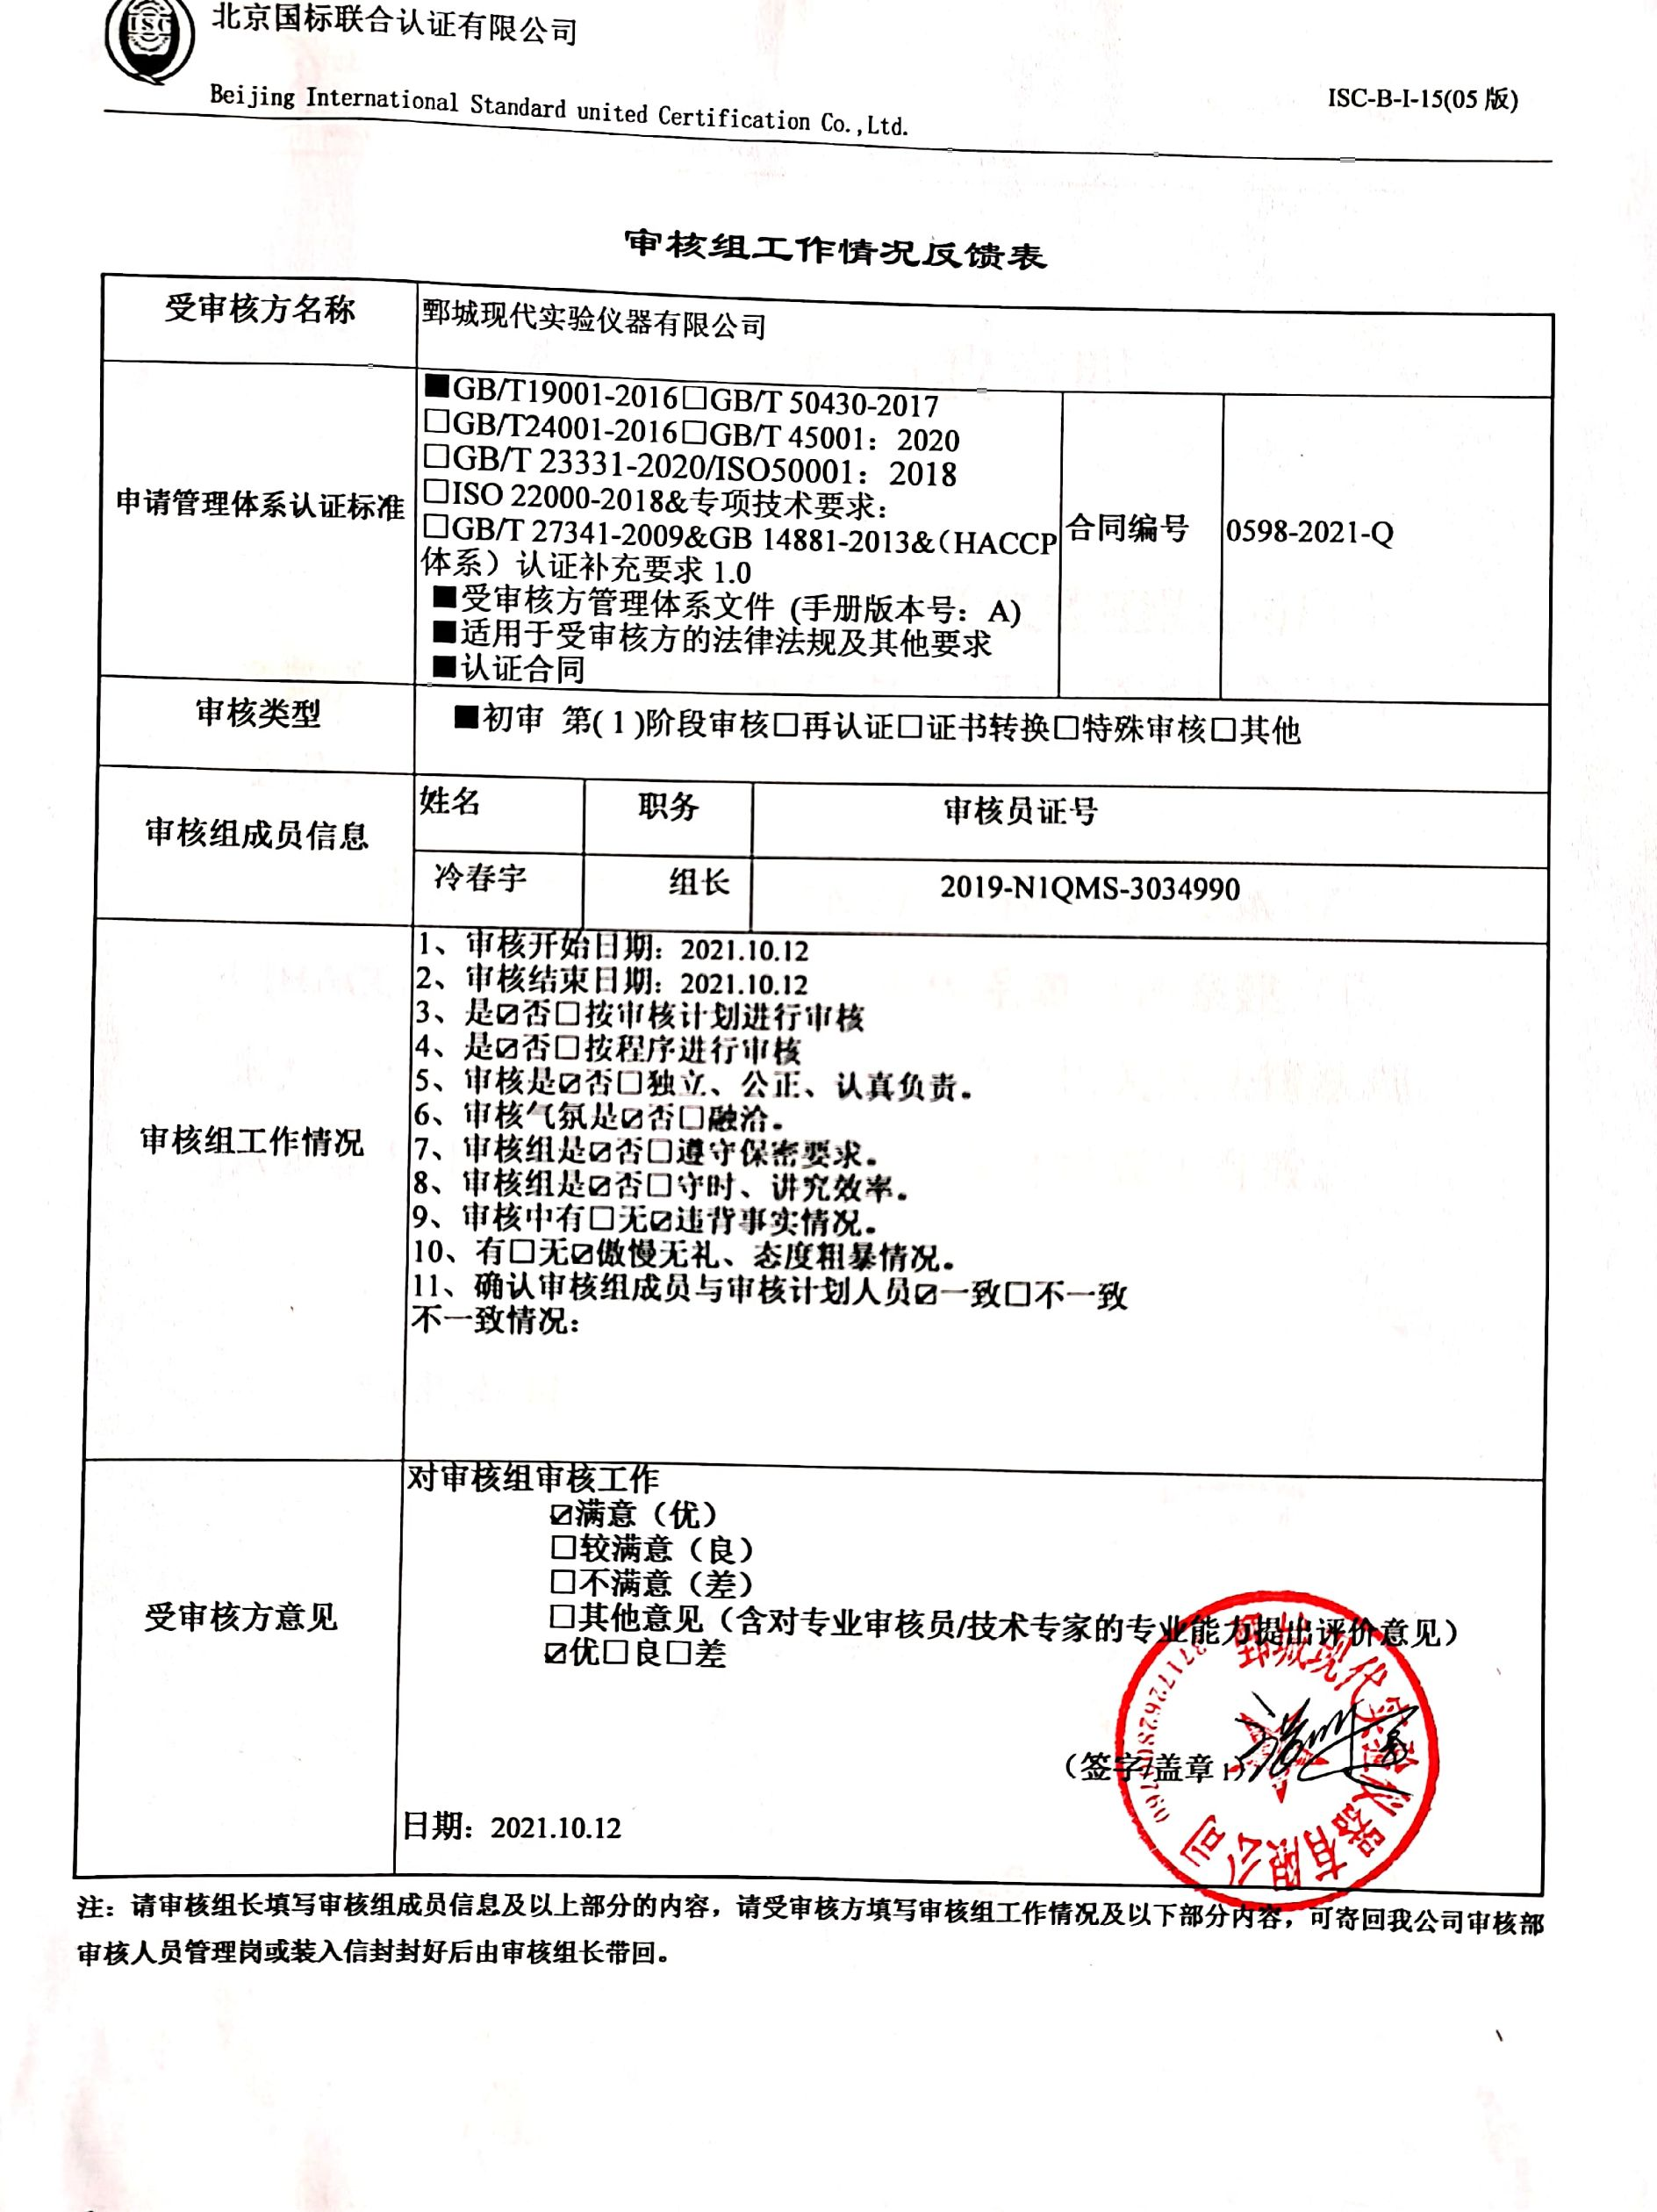 北京国标联合认证有限公司
Beijing International Standard united Certification Co.,Ltd.
ISC-B-I-15(05 版)
审核组工作情况反馈表
受审核方名称
鄄城现代实验仪器有限公司
申请管理体系认证标准
■GB/T19001-2016□GB/T 50430-2017
□GB/T24001-2016□GB/T 45001：2020
□GB/T 23331-2020/ISO50001：2018
□ISO 22000-2018&专项技术要求：
□GB/T 27341-2009&GB 14881-2013&（HACCP
体系）认证补充要求 1.0
■受审核方管理体系文件 (手册版本号：A)
■适用于受审核方的法律法规及其他要求
■认证合同
合同编号
0598-2021-Q
审核类型
■初审 第( 1 )阶段审核□再认证□证书转换□特殊审核□其他
审核组成员信息
姓名 职务 审核员证号
冷春宇 组长 2019-N1QMS-3034990
审核组工作情况
1、审核开始日期：2021.10.12
2、审核结束日期：2021.10.12
3、是☑否□按审核计划进行审核
4、是☑否□按程序进行审核
5、审核是☑否□独立、公正、认真负责。
6、审核气氛是☑否□融洽。
7、审核组是☑否□遵守保密要求。
8、审核组是☑否□守时、讲究效率。
9、审核中有□无☑违背事实情况。
10、有□无☑傲慢无礼、态度粗暴情况。
11、确认审核组成员与审核计划人员☑一致□不一致
不一致情况：
受审核方意见
对审核组审核工作
☑满意（优）
□较满意（良）
□不满意（差）
□其他意见（含对专业审核员/技术专家的专业能力提出评价意见）
☑优□良□差
（签字/盖章）
鄄城现代实验仪器有限公司
日期：2021.10.12
注：请审核组长填写审核组成员信息及以上部分的内容，请受审核方填写审核组工作情况及以下部分内容，可寄回我公司审核部
审核人员管理岗或装入信封封好后由审核组长带回。